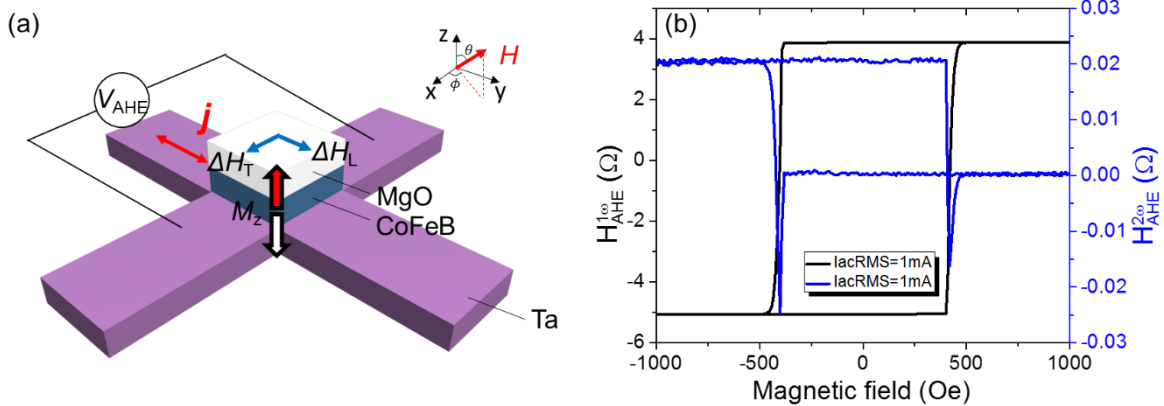 (a)
z
θ
H
x
ϕ
y
V_AHE
j
ΔH_T
ΔH_L
MgO
M_z
CoFeB
Ta
(b)
H^1ω_AHE (Ω)
4
2
0
-2
-4
-6
0.03
0.02
0.01
0.00
-0.01
-0.02
-0.03
H^2ω_AHE (Ω)
IacRMS=1mA
IacRMS=1mA
-1000
-500
0
500
1000
Magnetic field (Oe)